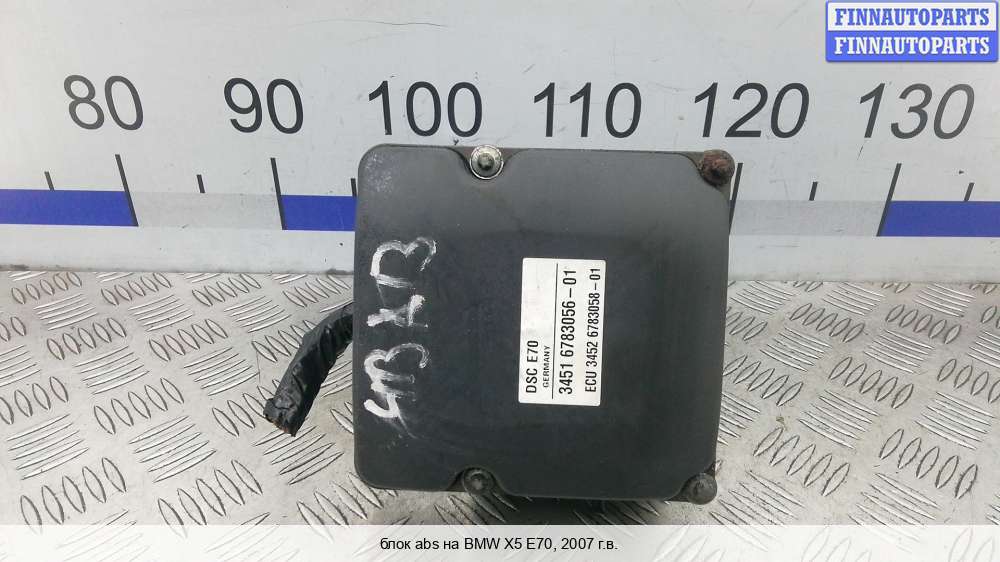 FINNAUTOPARTS
FINNAUTOPARTS
80 90 100 110 120 130
DSC E70
GERMANY
3451 6783056-01
ECU 3452 6783058-01
блок abs на BMW X5 E70, 2007 г.в.